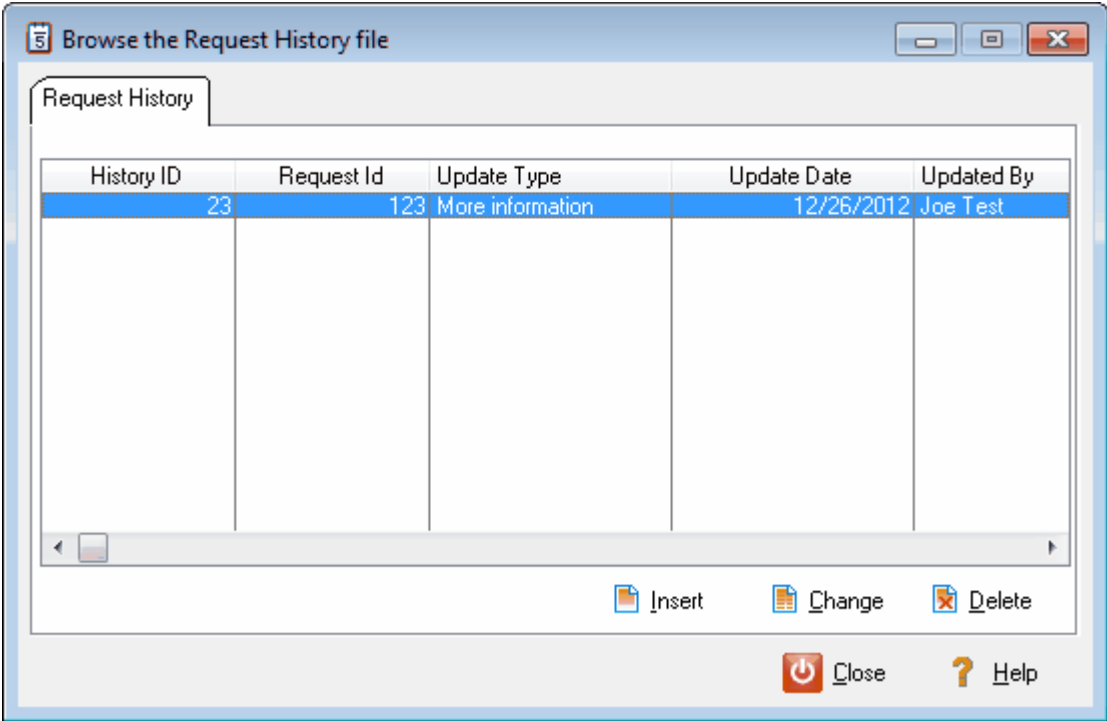 5 Browse the Request History file
Request History
History ID Request Id Update Type Update Date Updated By
23 123 More information 12/26/2012 Joe Test
Insert Change Delete
Close Help